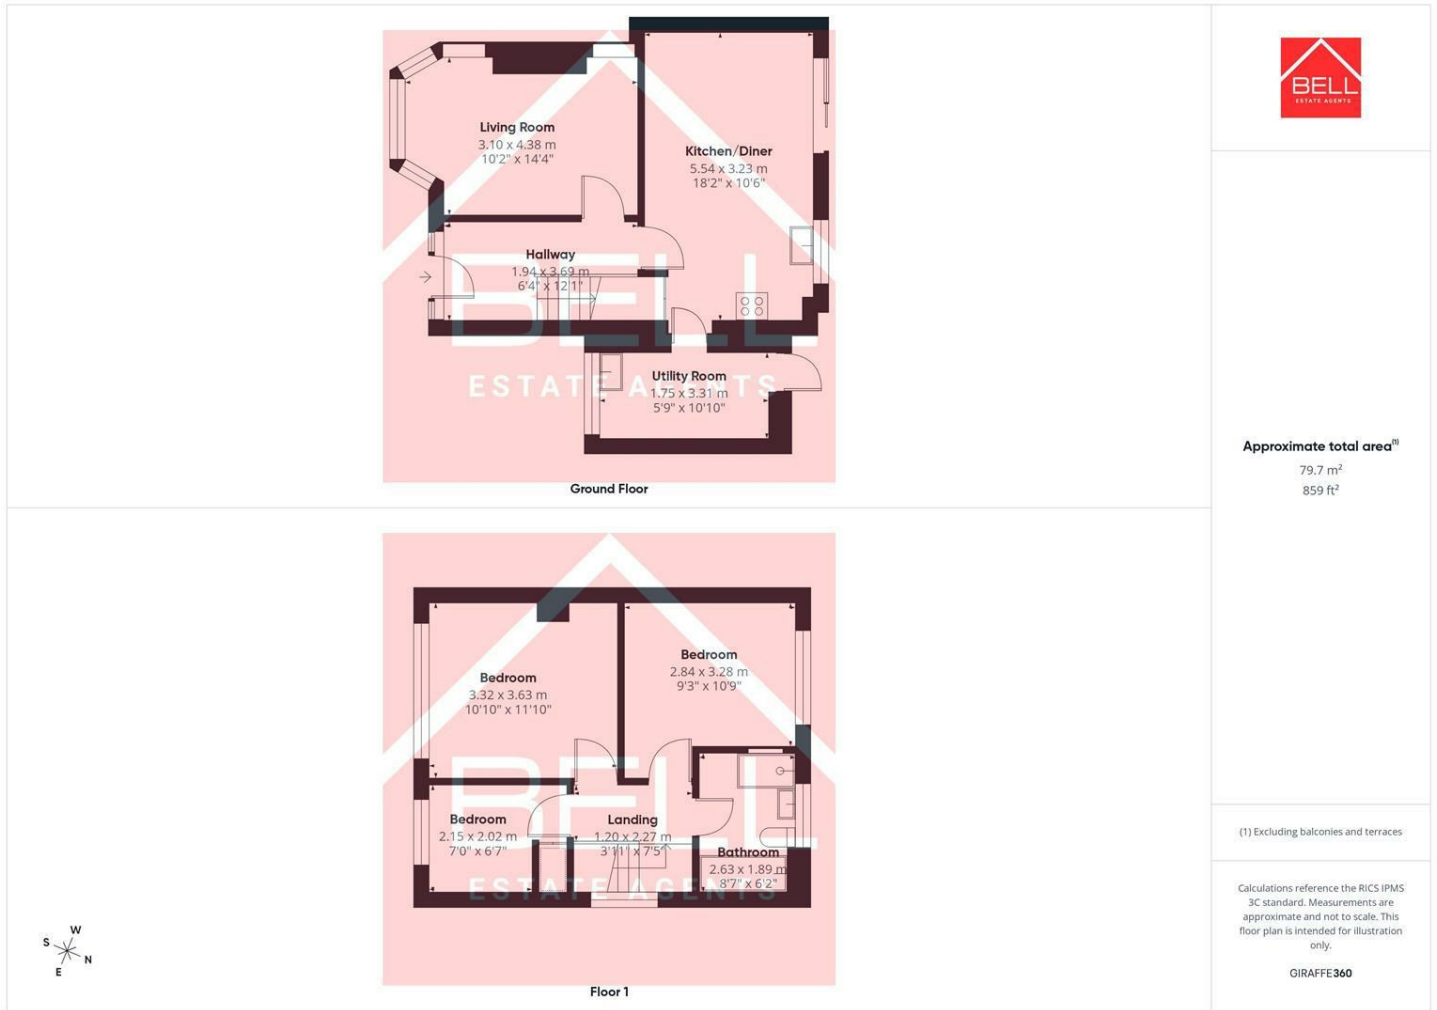 Living Room
3.10 x 4.38 m
10'2" x 14'4"
Kitchen/Diner
5.54 x 3.23 m
18'2" x 10'6"
Hallway
1.94 x 3.69 m
6'4" x 12'1"
Utility Room
1.75 x 3.31 m
5'9" x 10'10"
BELL
ESTATE AGENTS
Ground Floor
Bedroom
3.32 x 3.63 m
10'10" x 11'10"
Bedroom
2.84 x 3.28 m
9'3" x 10'9"
Bedroom
2.15 x 2.02 m
7'0" x 6'7"
Landing
1.20 x 2.27 m
3'11" x 7'5"
Bathroom
2.63 x 1.89 m
8'7" x 6'2"
BELL
ESTATE AGENTS
Floor 1
W
S
N
E
BELL
ESTATE AGENTS
Approximate total area(1)
79.7 m²
859 ft²
(1) Excluding balconies and terraces
Calculations reference the RICS IPMS
3C standard. Measurements are
approximate and not to scale. This
floor plan is intended for illustration
only.
GIRAFFE360